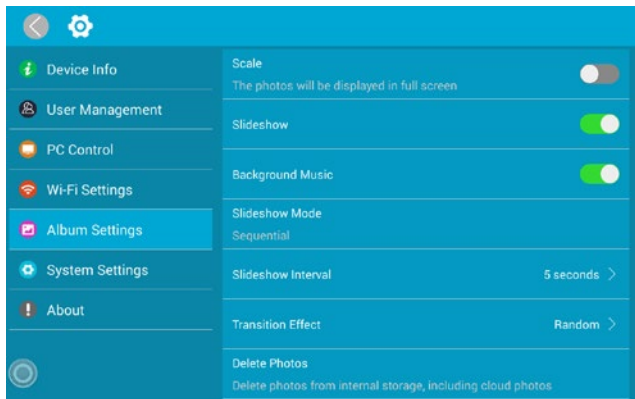 Device Info
User Management
PC Control
Wi-Fi Settings
Album Settings
System Settings
About
Scale
The photos will be displayed in full screen
Slideshow
Background Music
Slideshow Mode
Sequential
Slideshow Interval 5 seconds
Transition Effect Random
Delete Photos
Delete photos from internal storage, including cloud photos